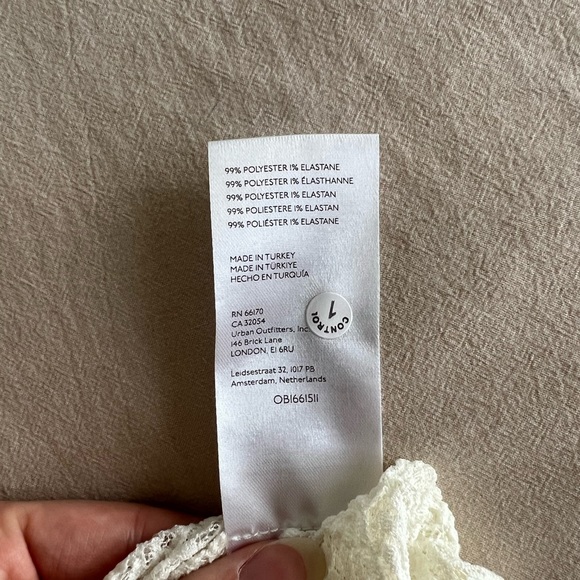 99% POLYESTER 1% ELASTANE
99% POLYESTER 1% ÉLASTHANNE
99% POLYESTER 1% ELASTAN
99% POLIESTERE 1% ELASTAN
99% POLIÉSTER 1% ELASTANE
MADE IN TURKEY
MADE IN TÜRKIYE
HECHO EN TURQUÍA
RN 66170
CA 32054
Urban Outfitters, Inc
146 Brick Lane
LONDON, E1 6RU
CONTROL
1
Leidsestraat 32, 1017 PB
Amsterdam, Netherlands
OB1661511